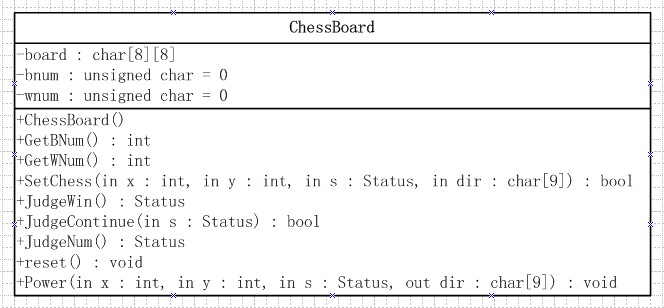 ChessBoard
-board : char[8][8]
-bnum : unsigned char = 0
-wnum : unsigned char = 0
+ChessBoard()
+GetBNum() : int
+GetWNum() : int
+SetChess(in x : int, in y : int, in s : Status, in dir : char[9]) : bool
+JudgeWin() : Status
+JudgeContinue(in s : Status) : bool
+JudgeNum() : Status
+reset() : void
+Power(in x : int, in y : int, in s : Status, out dir : char[9]) : void